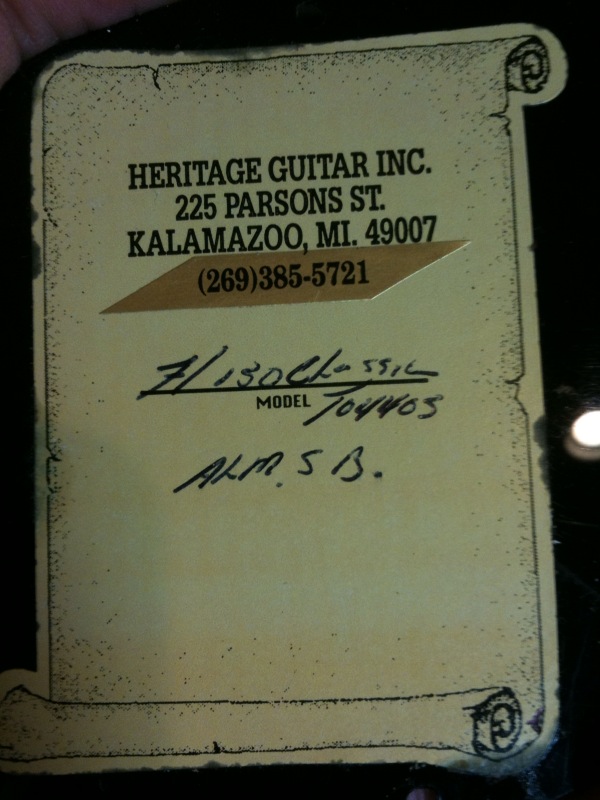 HERITAGE GUITAR INC.
225 PARSONS ST.
KALAMAZOO, MI. 49007
(269)385-5721
H/150 Classic
MODEL
ALM. S B.